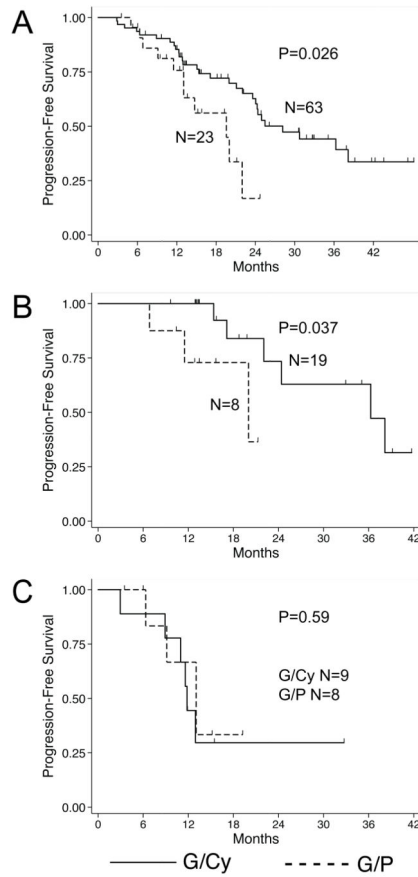 A
Progression-Free Survival
1.00
0.75
0.50
0.25
0.00
P=0.026
N=63
N=23
0 6 12 18 24 30 36 42 48
Months
B
Progression-Free Survival
1.00
0.75
0.50
0.25
0.00
P=0.037
N=19
N=8
0 6 12 18 24 30 36 42
Months
C
Progression-Free Survival
1.00
0.75
0.50
0.25
0.00
P=0.59
G/Cy N=9
G/P N=8
0 6 12 18 24 30 36 42
Months
G/Cy G/P